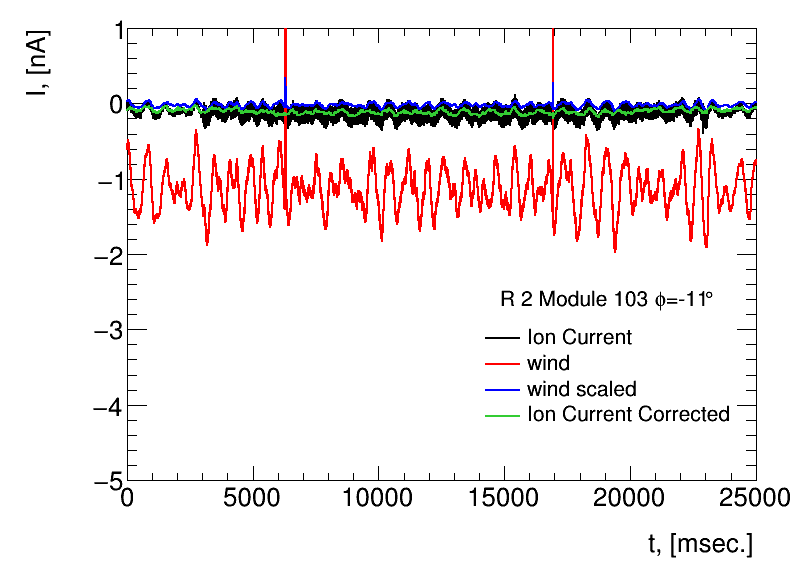 I, [nA]
1
0
−1
−2
−3
−4
−5
R 2 Module 103 ϕ=-11°
Ion Current
wind
wind scaled
Ion Current Corrected
0 5000 10000 15000 20000 25000
t, [msec.]